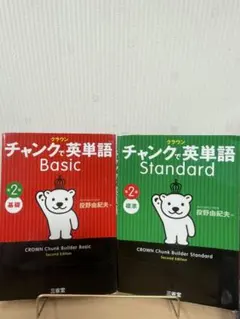 クラウン
チャンクで英単語
Basic
第2版
基礎
投野由紀夫
CROWN Chunk Builder Basic
Second Edition
三省堂
クラウン
チャンクで英単語
Standard
第2版
標準
投野由紀夫
CROWN Chunk Builder Standard
Second Edition
三省堂